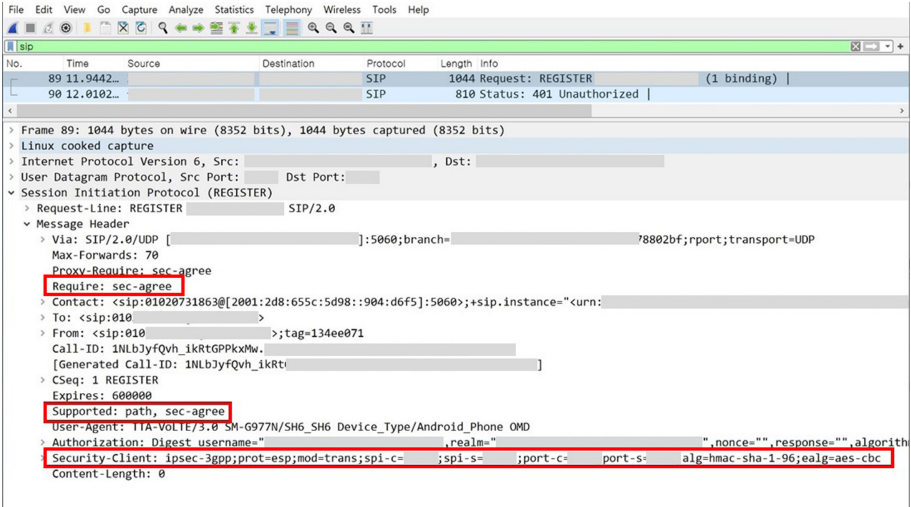 File Edit View Go Capture Analyze Statistics Telephony Wireless Tools Help
sip
No. Time Source Destination Protocol Length Info
89 11.9442… SIP 1044 Request: REGISTER (1 binding) |
90 12.0102… SIP 810 Status: 401 Unauthorized |
Frame 89: 1044 bytes on wire (8352 bits), 1044 bytes captured (8352 bits)
Linux cooked capture
Internet Protocol Version 6, Src: , Dst:
User Datagram Protocol, Src Port: Dst Port:
Session Initiation Protocol (REGISTER)
Request-Line: REGISTER SIP/2.0
Message Header
Via: SIP/2.0/UDP [ ]:5060;branch= 78802bf;rport;transport=UDP
Max-Forwards: 70
Proxy-Require: sec-agree
Require: sec-agree
Contact: <sip:01020731863@[2001:2d8:655c:5d98::904:d6f5]:5060>;+sip.instance="<urn:
To: <sip:010 >
From: <sip:010 >;tag=134ee071
Call-ID: 1NLbJyfQvh_ikRtGPPkxMw.
[Generated Call-ID: 1NLbJyfQvh_ikRt ]
CSeq: 1 REGISTER
Expires: 600000
Supported: path, sec-agree
User-Agent: TTA-VoLTE/3.0 SM-G977N/SH6_SH6 Device_Type/Android_Phone OMD
Authorization: Digest username=" ",realm=" ",nonce="",response="",algorith
Security-Client: ipsec-3gpp;prot=esp;mod=trans;spi-c= ;spi-s= ;port-c= port-s= alg=hmac-sha-1-96;ealg=aes-cbc
Content-Length: 0